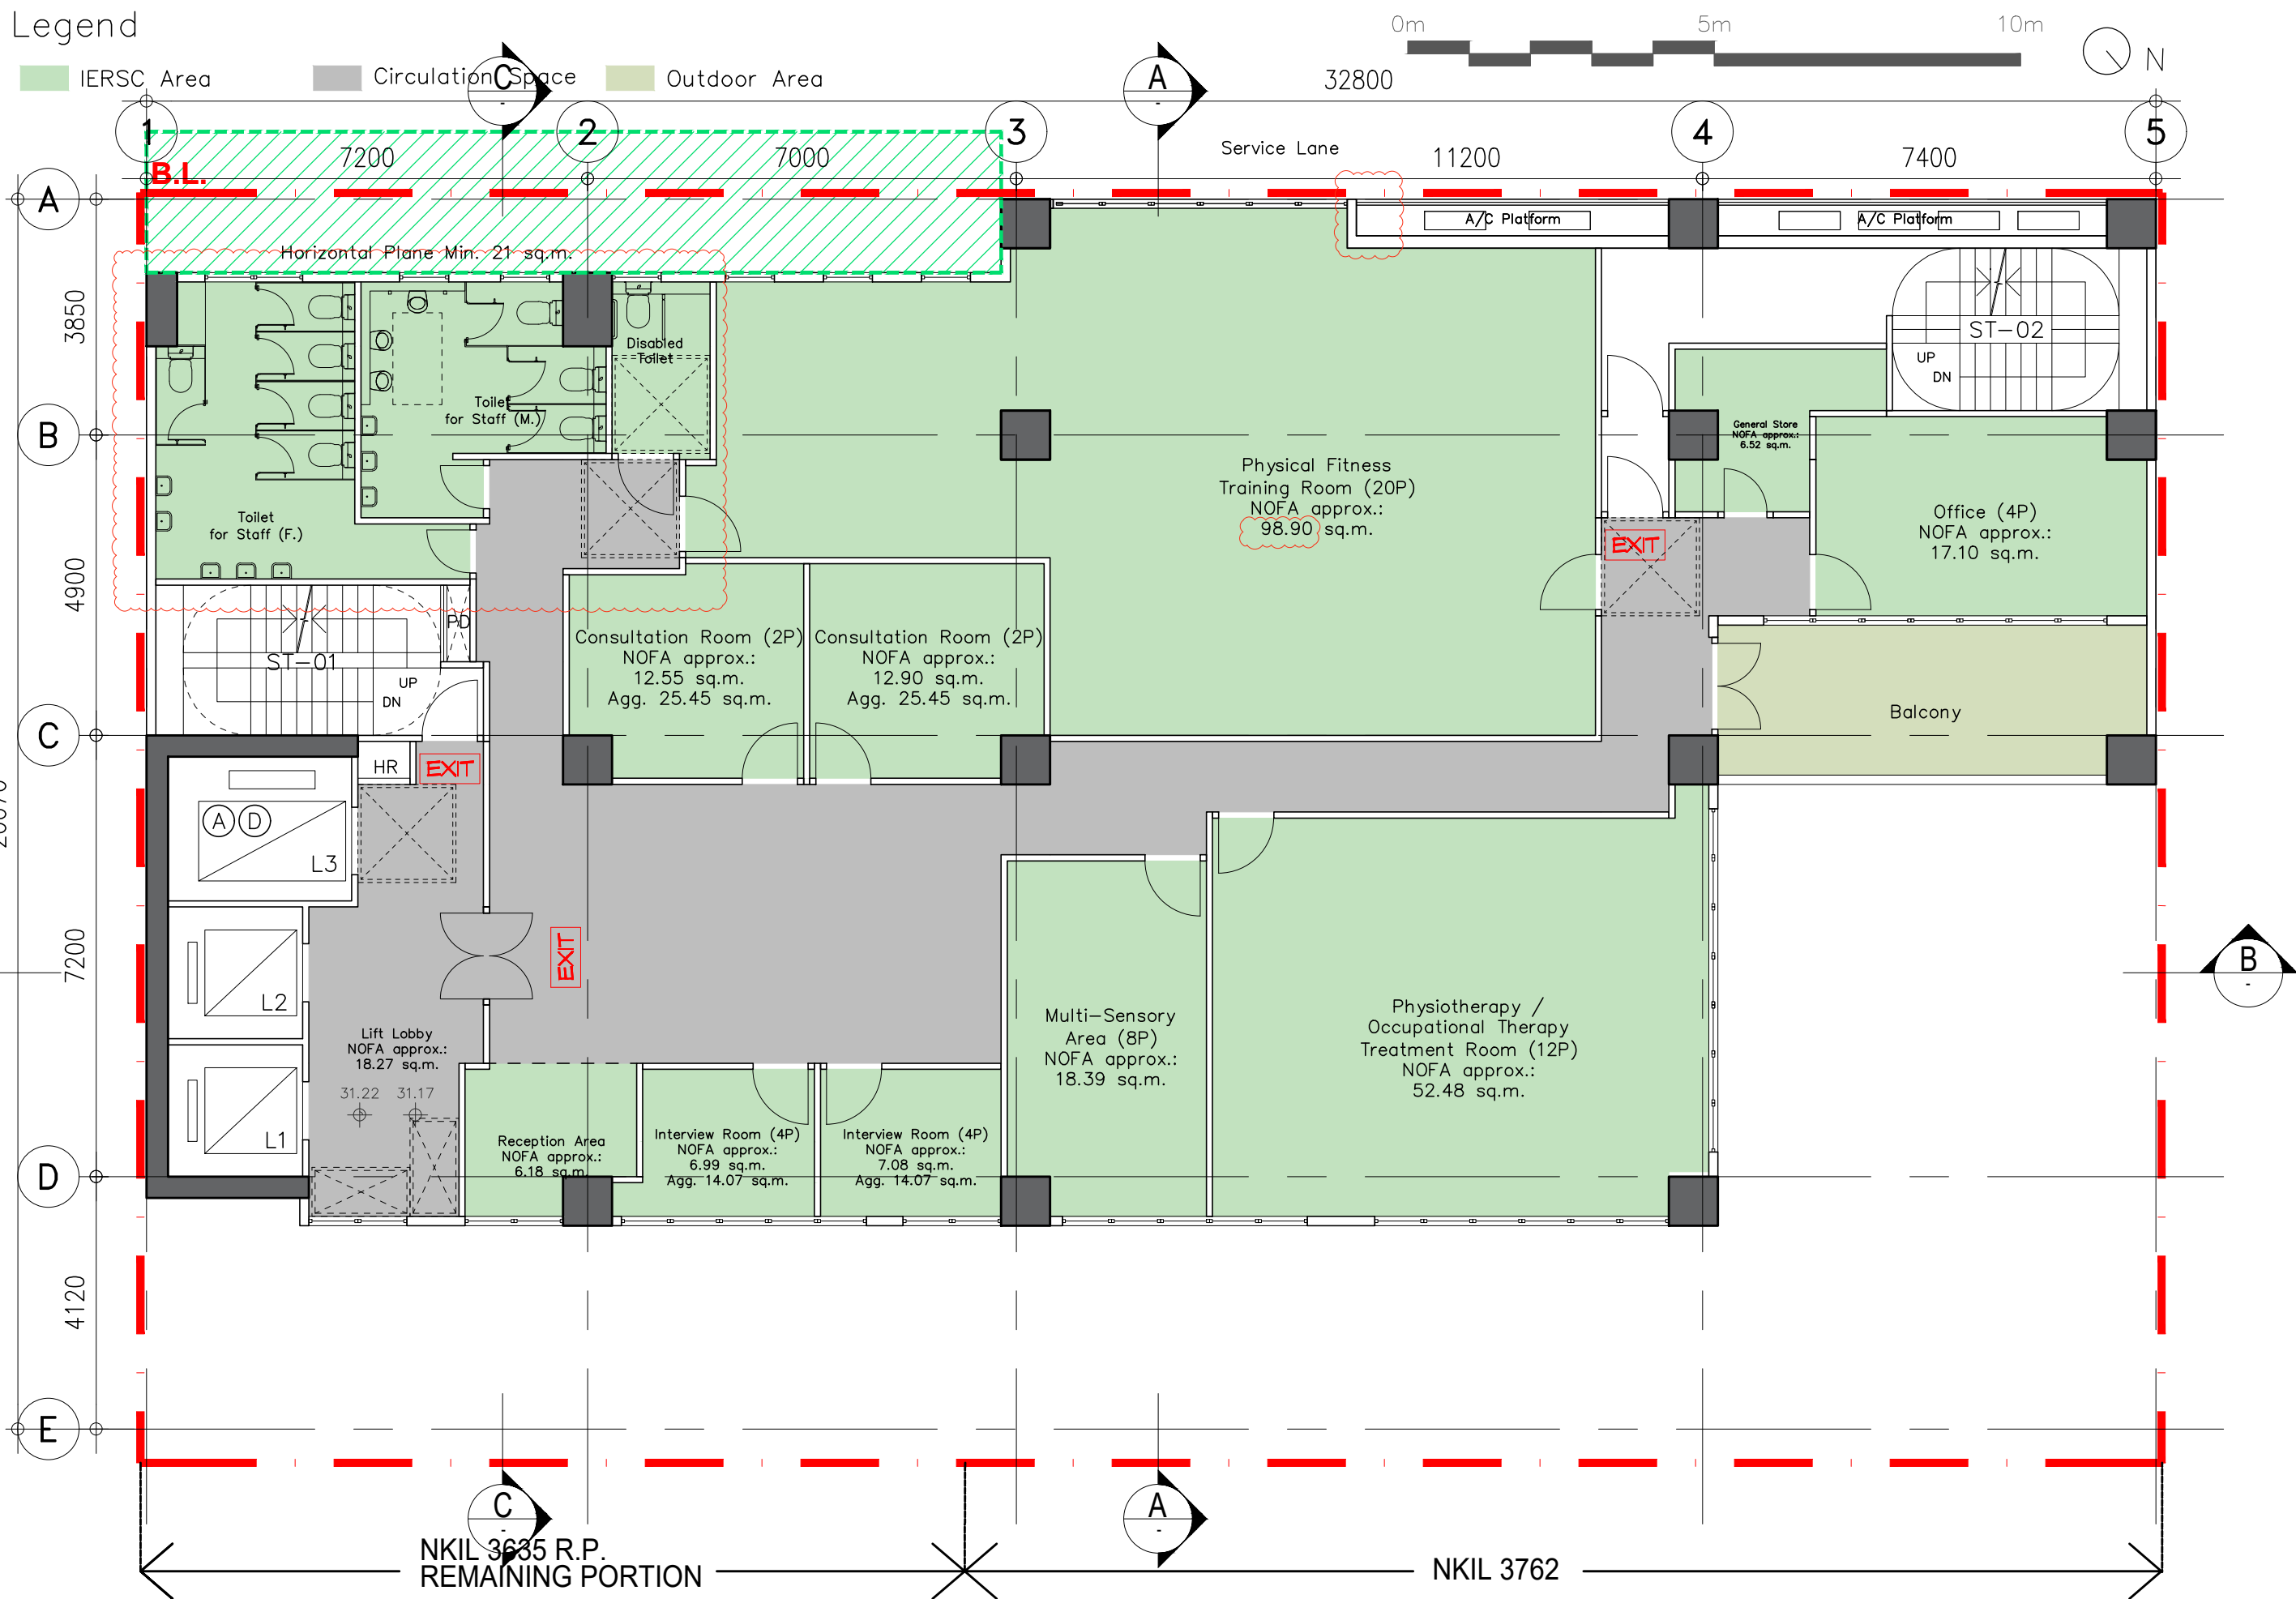 Legend
IERSC Area
Circulation Space
Outdoor Area
0m
5m
10m
N
C
-
A
-
32800
1
2
3
4
5
7200
7000
Service Lane
11200
7400
B.L.
A
A/C Platform
A/C Platform
Horizontal Plane Min. 21 sq.m.
3850
Disabled
Toilet
ST-02
UP
DN
Toilet
for Staff (M.)
B
General Store
NOFA approx.:
6.52 sq.m.
Physical Fitness
Training Room (20P)
NOFA approx.:
98.90 sq.m.
Toilet
for Staff (F.)
Office (4P)
NOFA approx.:
17.10 sq.m.
EXIT
4900
PD
ST-01
UP
DN
Consultation Room (2P)
NOFA approx.:
12.55 sq.m.
Agg. 25.45 sq.m.
Consultation Room (2P)
NOFA approx.:
12.90 sq.m.
Agg. 25.45 sq.m.
Balcony
C
HR
EXIT
A
D
L3
EXIT
7200
L2
B
-
Lift Lobby
NOFA approx.:
18.27 sq.m.
31.22
31.17
L1
Multi-Sensory
Area (8P)
NOFA approx.:
18.39 sq.m.
Physiotherapy /
Occupational Therapy
Treatment Room (12P)
NOFA approx.:
52.48 sq.m.
Reception Area
NOFA approx.:
6.18 sq.m.
Interview Room (4P)
NOFA approx.:
6.99 sq.m.
Agg. 14.07 sq.m.
Interview Room (4P)
NOFA approx.:
7.08 sq.m.
Agg. 14.07 sq.m.
D
4120
E
C
-
A
-
NKIL 3635 R.P.
REMAINING PORTION
NKIL 3762